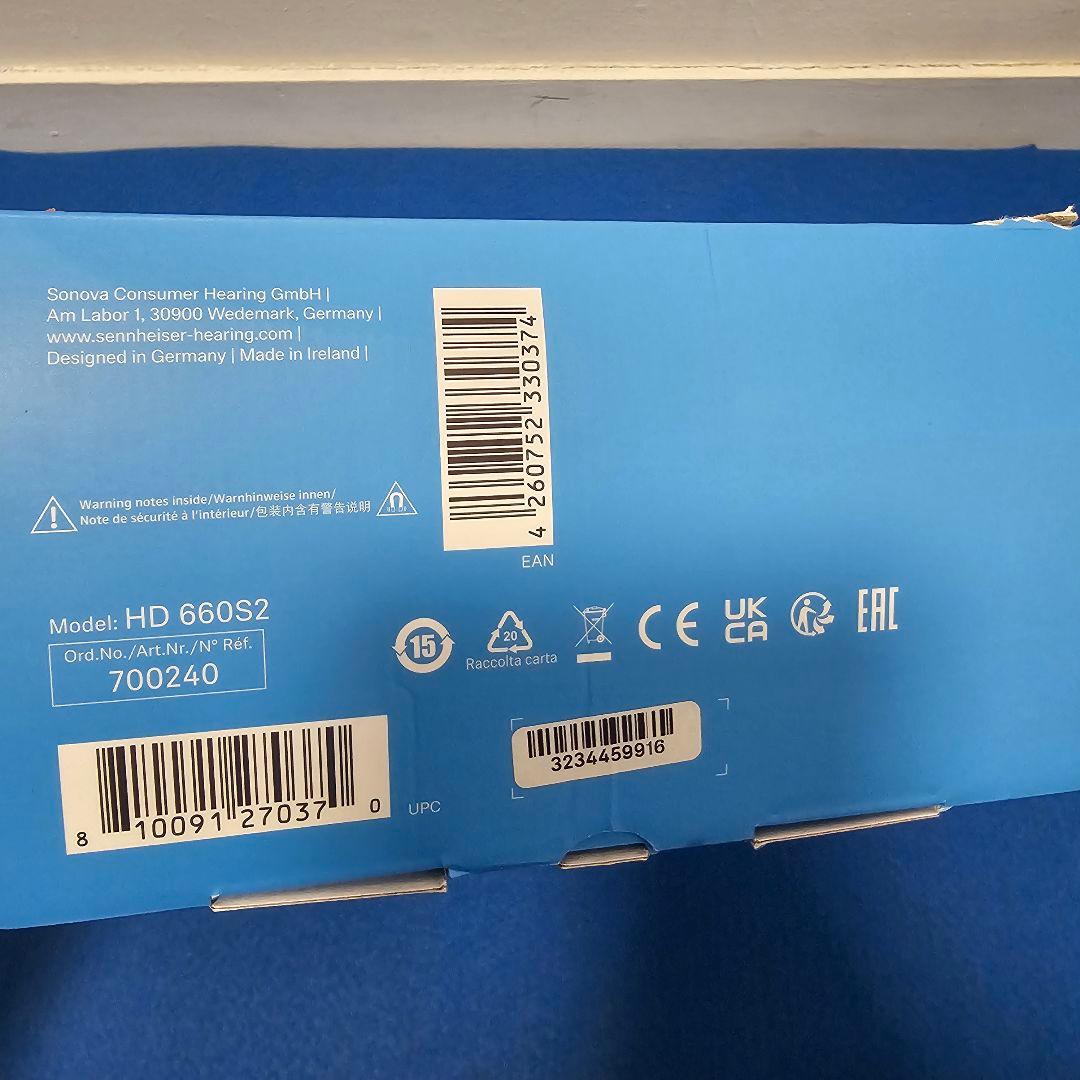 Sonova Consumer Hearing GmbH |
Am Labor 1, 30900 Wedemark, Germany |
www.sennheiser-hearing.com |
Designed in Germany | Made in Ireland |
4 260752 330374
EAN
Warning notes inside/Warnhinweise innen/
Note de sécurité à l'intérieur/包装内含有警告说明
Model: HD 660S2
Ord.No./Art.Nr./N° Réf.
700240
15
20
Raccolta carta
CE
UK
CA
EAC
8 10091 27037 0
UPC
3234459916